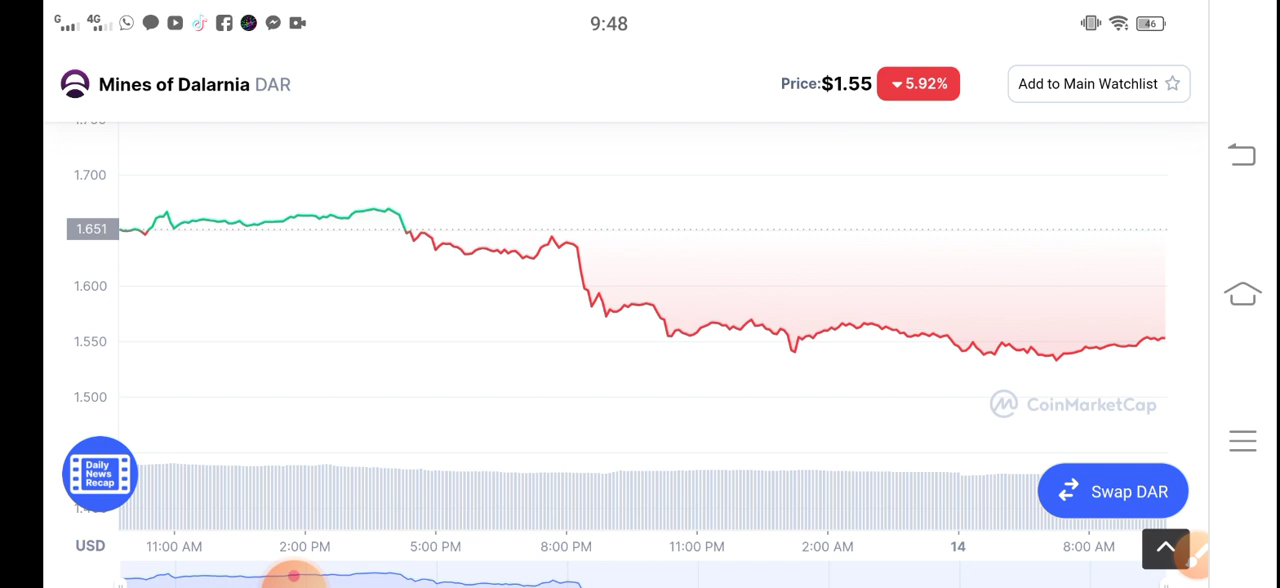 G 4G 9:48 46
Mines of Dalarnia DAR Price:$1.55 5.92% Add to Main Watchlist
1.700
1.651
1.600
1.550
1.500
CoinMarketCap
Daily
News
Recap
Swap DAR
USD 11:00 AM 2:00 PM 5:00 PM 8:00 PM 11:00 PM 2:00 AM 14 8:00 AM